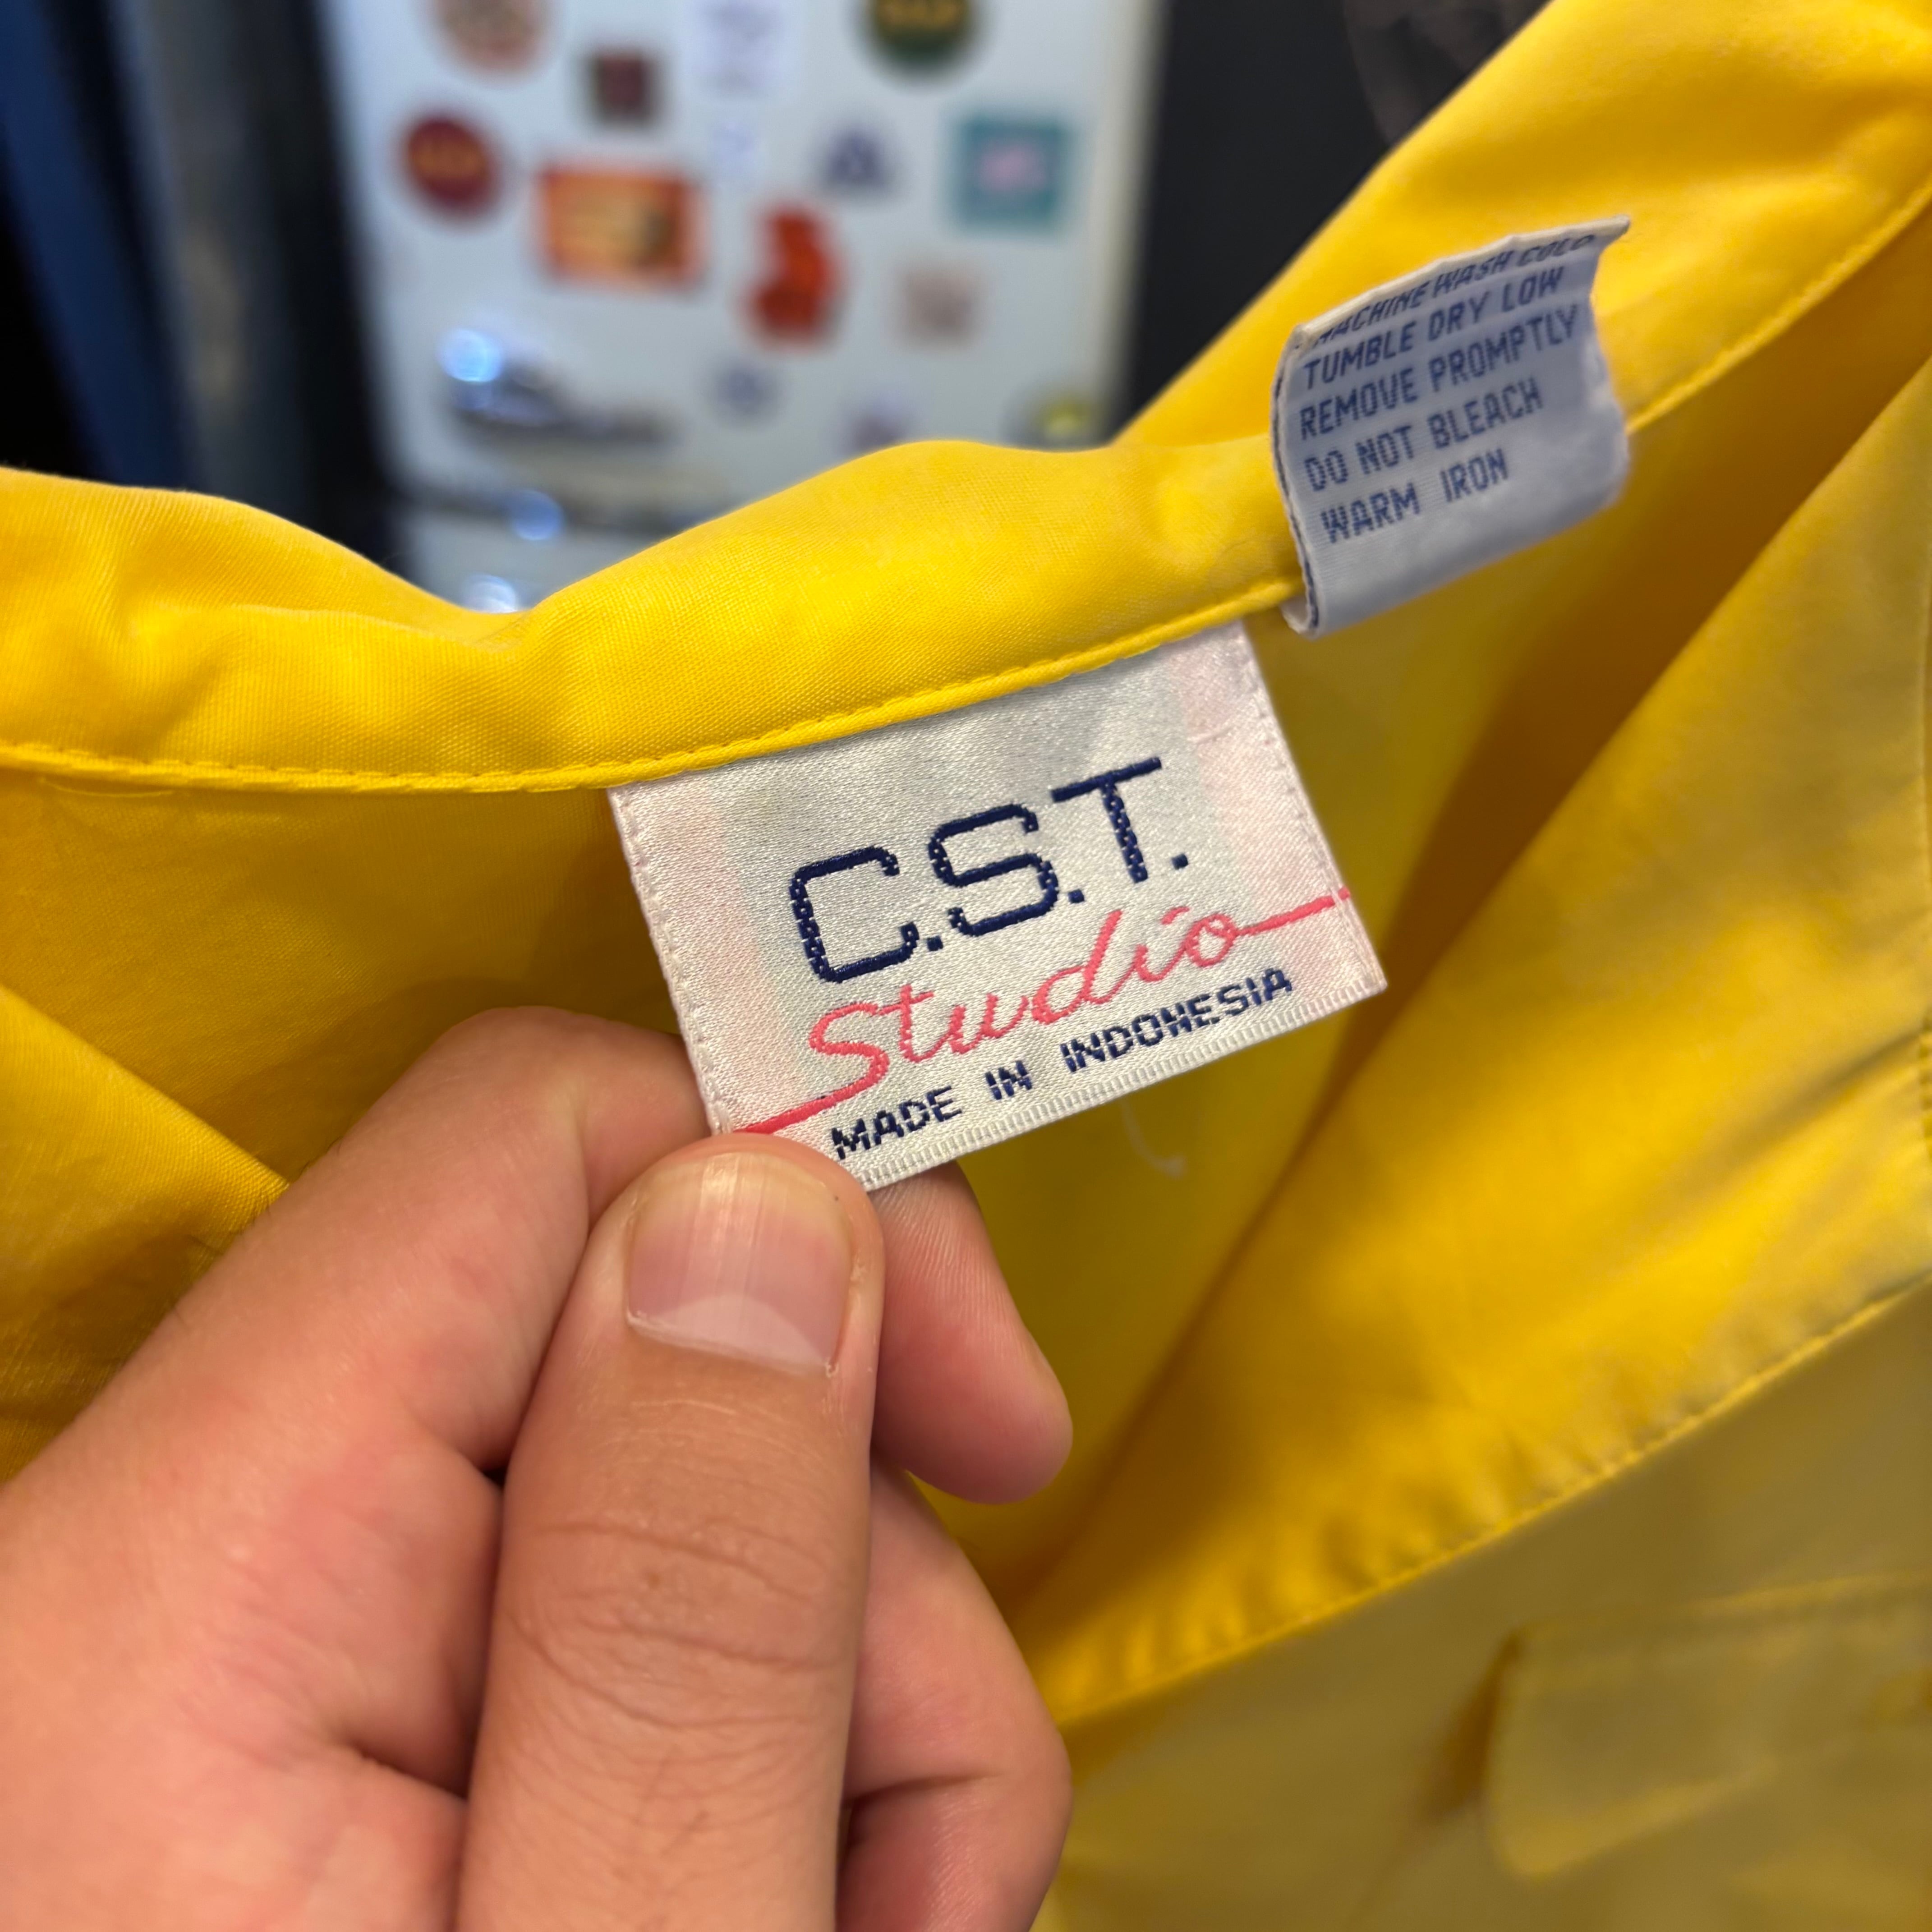 MACHINE WASH COLD
TUMBLE DRY LOW
REMOVE PROMPTLY
DO NOT BLEACH
WARM IRON
C.S.T.
Studio
MADE IN INDONESIA